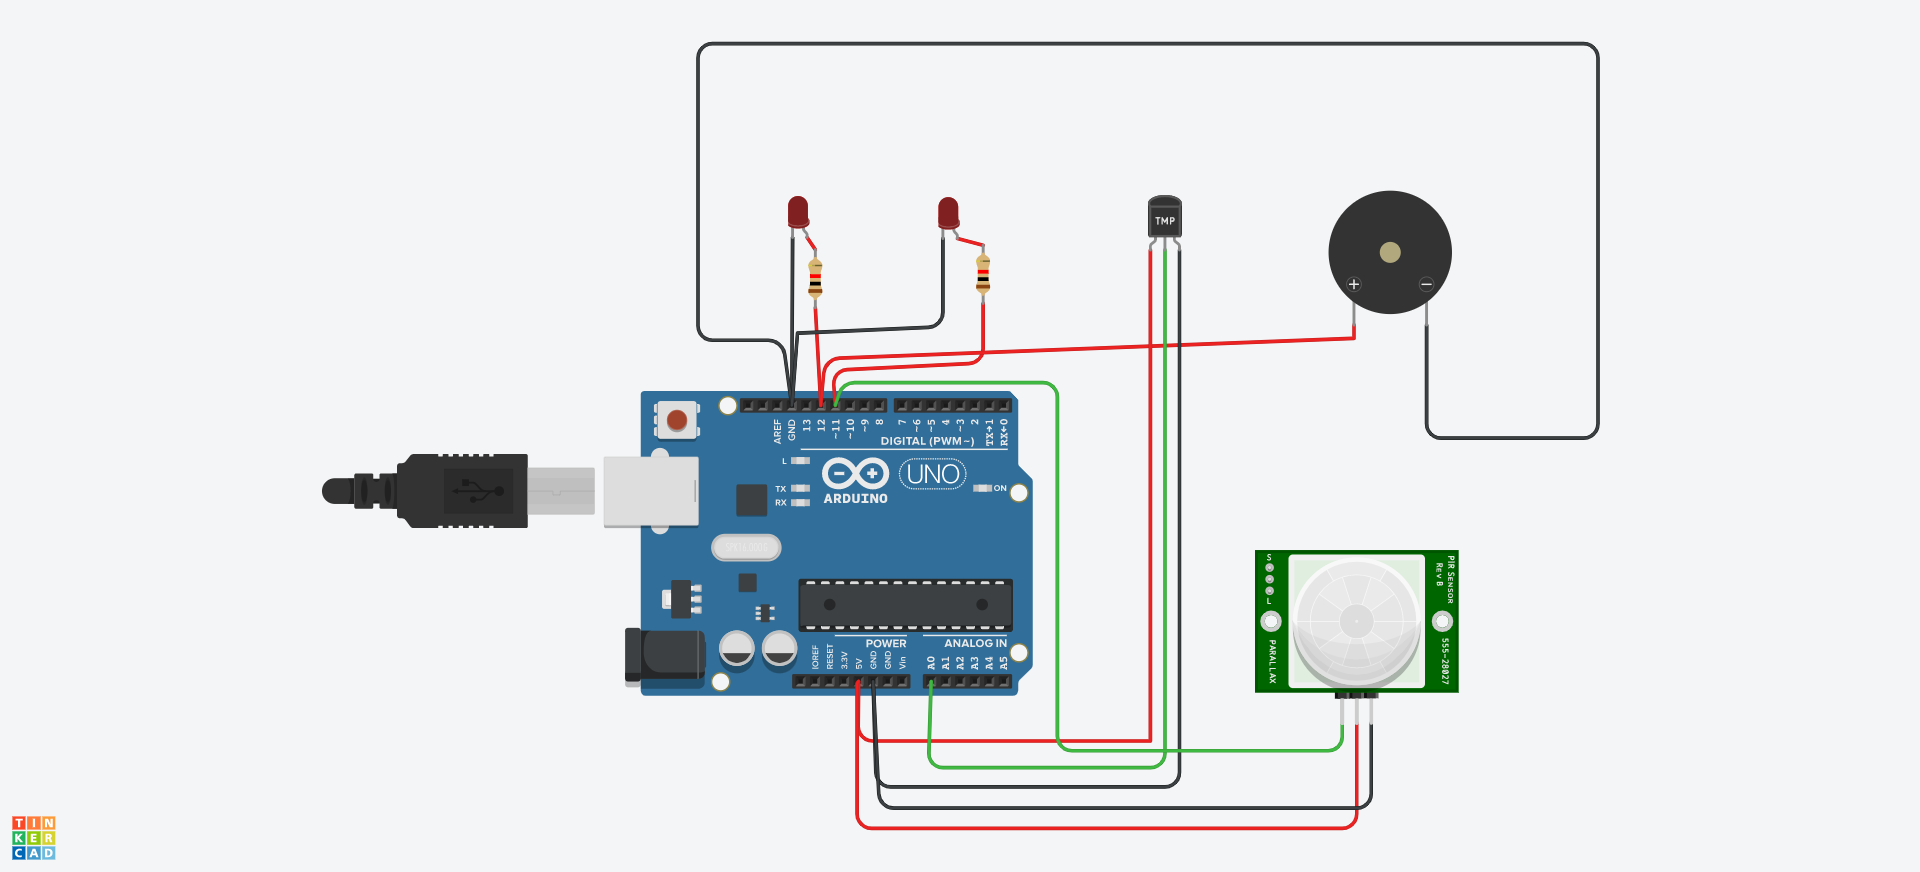 TMP
+
−
AREF
GND
13
12
~11
~10
~9
8
7
~6
~5
4
~3
2
TX→1
RX←0
DIGITAL (PWM~)
L
TX
RX
ARDUINO
UNO
ON
POWER
ANALOG IN
IOREF
RESET
3.3V
5V
GND
GND
Vin
A0
A1
A2
A3
A4
A5
S
L
PARALLAX
PIR SENSOR
REV B
555-28027
TIN
KER
CAD